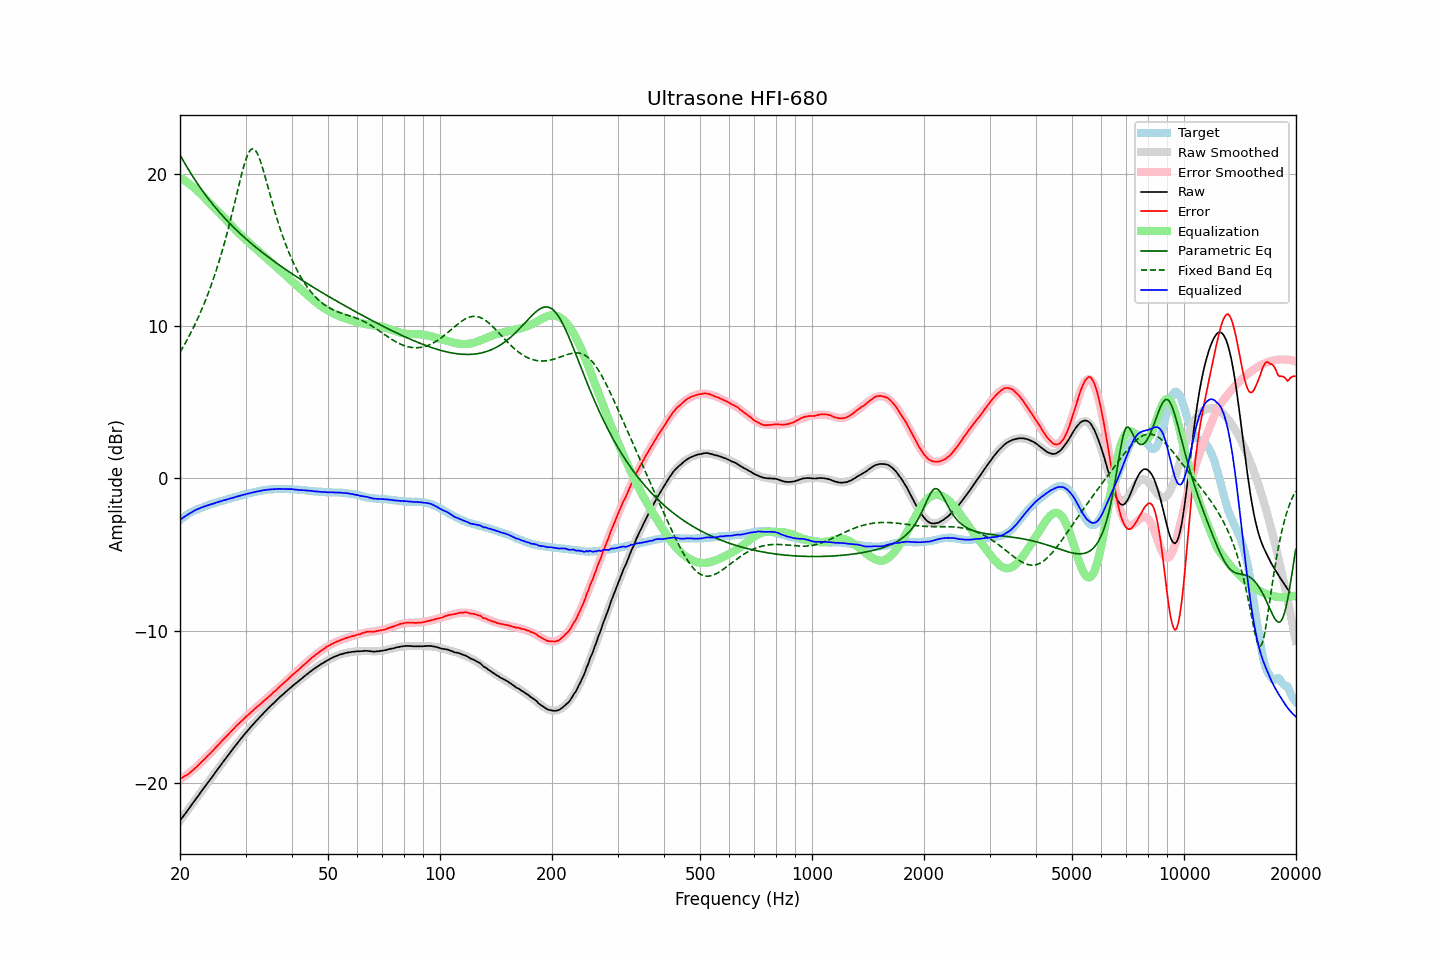 Ultrasone HFI-680
Target
Raw Smoothed
Error Smoothed
Raw
Error
Equalization
Parametric Eq
Fixed Band Eq
Equalized
Amplitude (dBr)
20
10
0
−10
−20
20 50 100 200 500 1000 2000 5000 10000 20000
Frequency (Hz)